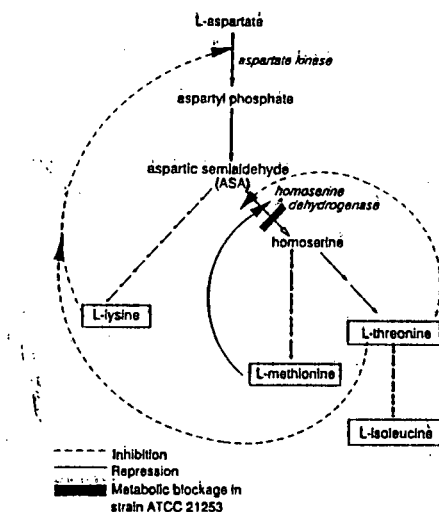 L-aspartate
aspartate kinase
aspartyl phosphate
aspartic semialdehyde
(ASA)
homoserine
dehydrogenase
homoserine
L-lysine
L-threonine
L-methionine
L-isoleucine
Inhibition
Repression
Metabolic blockage in
strain ATCC 21253